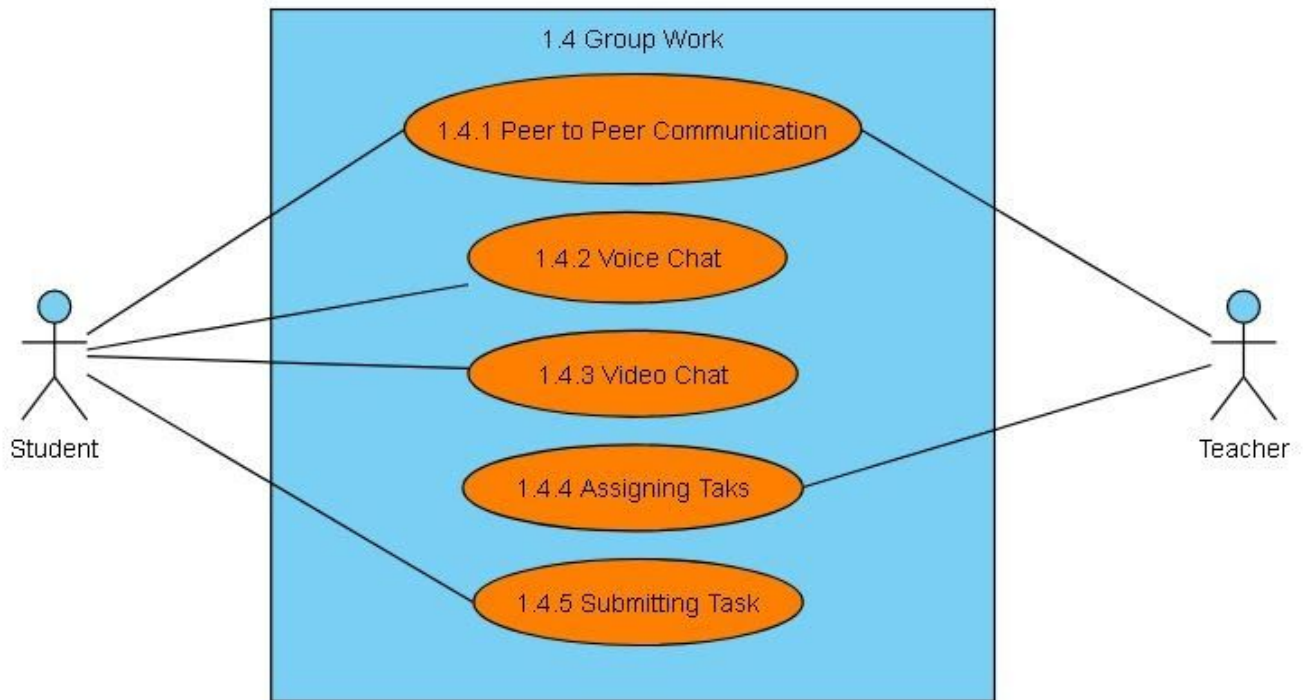 1.4 Group Work
1.4.1 Peer to Peer Communication
1.4.2 Voice Chat
1.4.3 Video Chat
Student
Teacher
1.4.4 Assigning Taks
1.4.5 Submitting Task